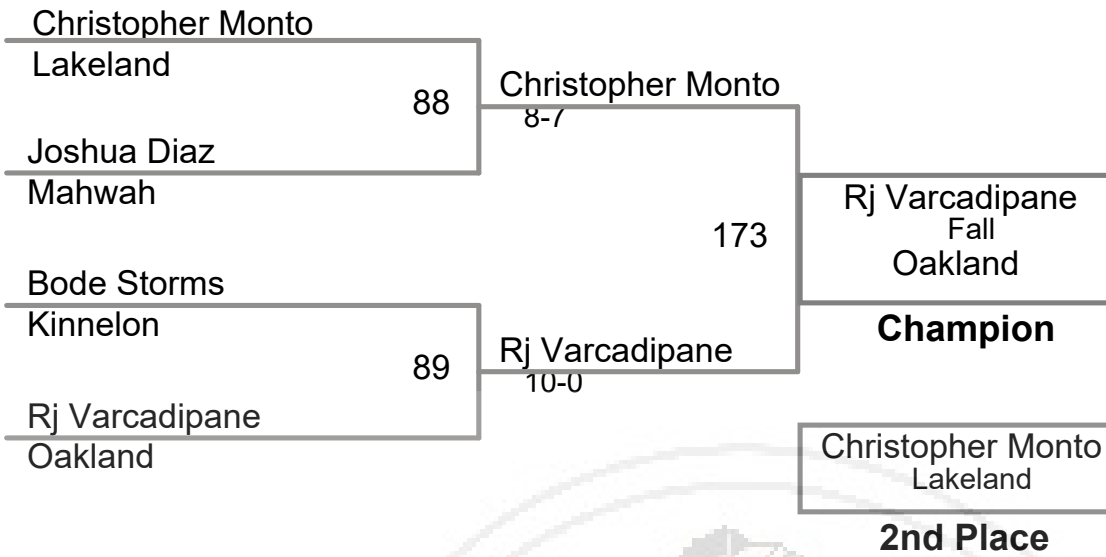 Christopher Monto
Lakeland
88
Christopher Monto
8-7
Joshua Diaz
Mahwah
173
Rj Varcadipane
Fall
Oakland
Champion
Bode Storms
Kinnelon
89
Rj Varcadipane
10-0
Rj Varcadipane
Oakland
Christopher Monto
Lakeland
2nd Place